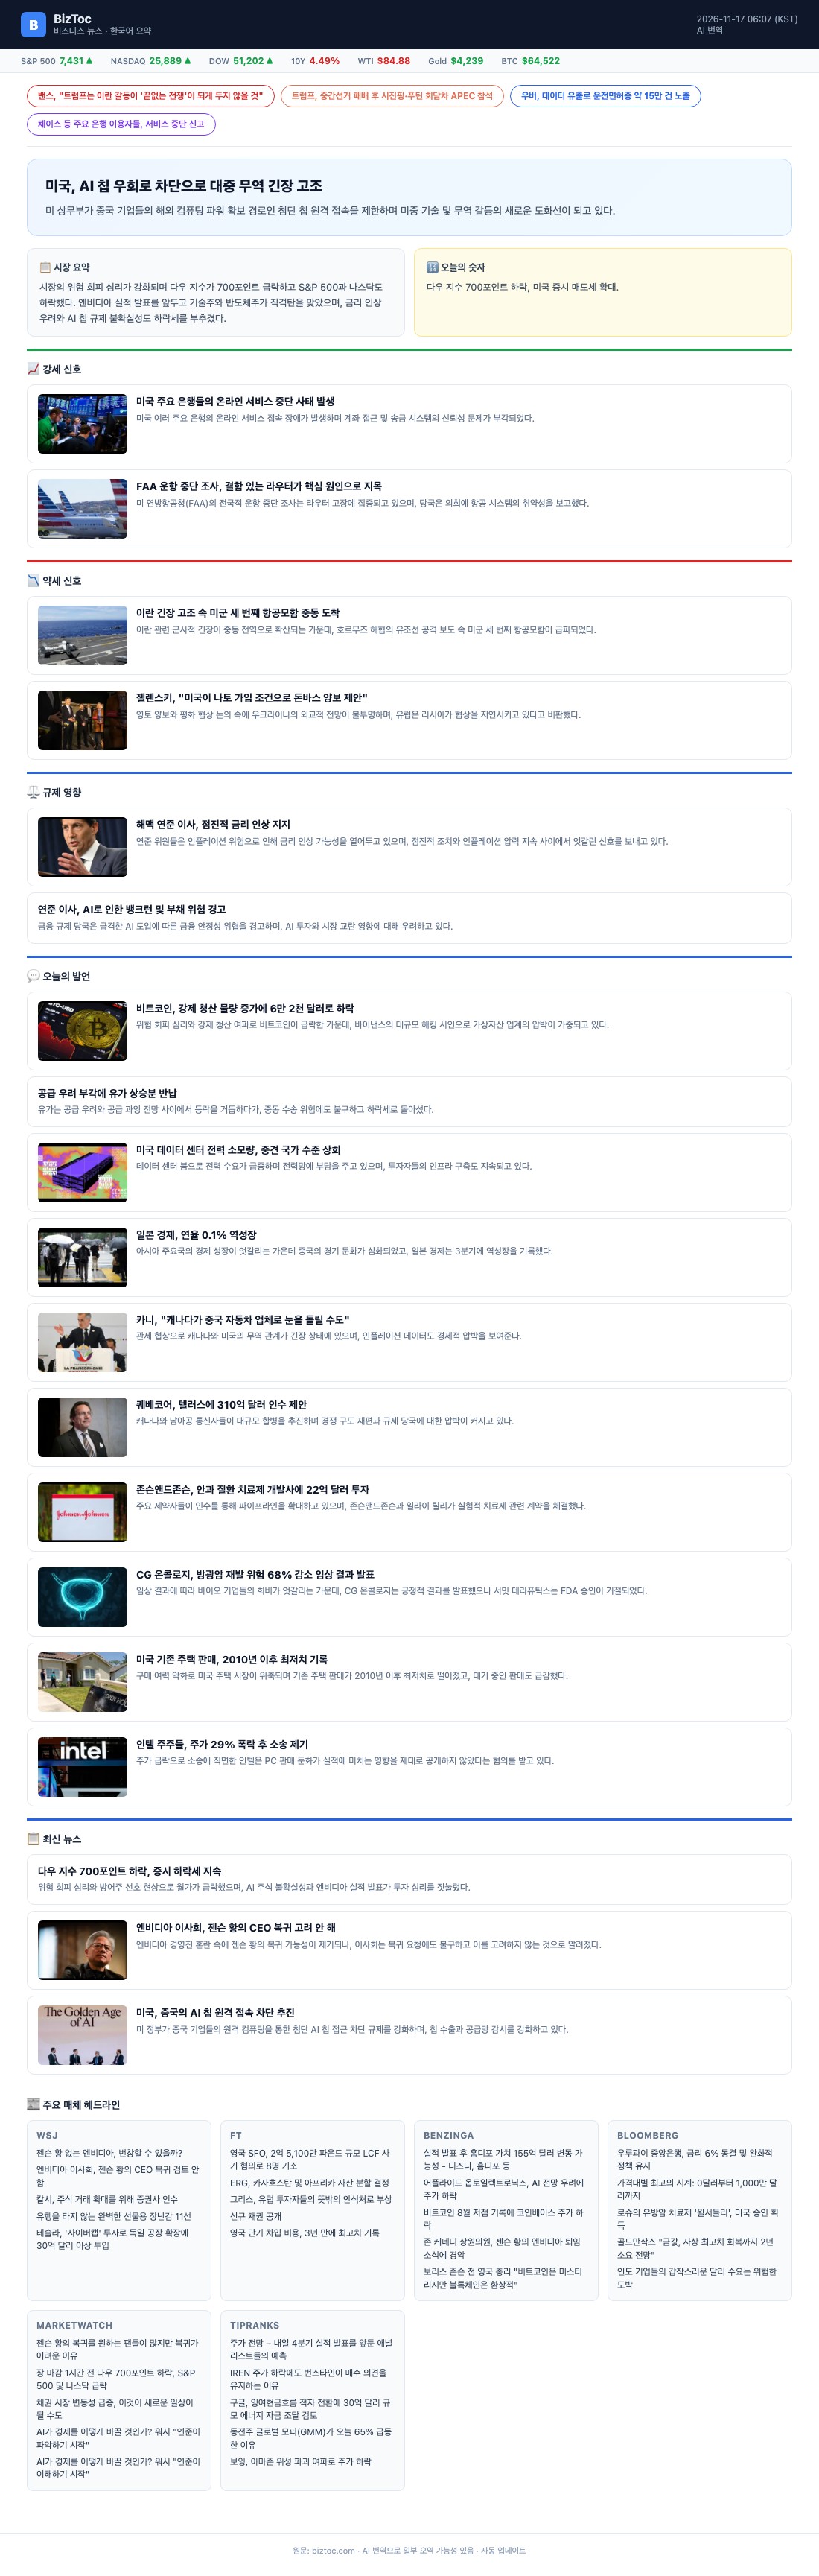 B
BizToc
비즈니스 뉴스 · 한국어 요약
2026-11-17 06:07 (KST)
AI 번역
S&P 500 7,431 ▲ NASDAQ 25,889 ▲ DOW 51,202 ▲ 10Y 4.49% WTI $84.88 Gold $4,239 BTC $64,522
밴스, "트럼프는 이란 갈등이 '끝없는 전쟁'이 되게 두지 않을 것"
트럼프, 중간선거 패배 후 시진핑·푸틴 회담차 APEC 참석
우버, 데이터 유출로 운전면허증 약 15만 건 노출
체이스 등 주요 은행 이용자들, 서비스 중단 신고
미국, AI 칩 우회로 차단으로 대중 무역 긴장 고조
미 상무부가 중국 기업들의 해외 컴퓨팅 파워 확보 경로인 첨단 칩 원격 접속을 제한하며 미중 기술 및 무역 갈등의 새로운 도화선이 되고 있다.
📋 시장 요약
시장의 위험 회피 심리가 강화되며 다우 지수가 700포인트 급락하고 S&P 500과 나스닥도
하락했다. 엔비디아 실적 발표를 앞두고 기술주와 반도체주가 직격탄을 맞았으며, 금리 인상
우려와 AI 칩 규제 불확실성도 하락세를 부추겼다.
🔢 오늘의 숫자
다우 지수 700포인트 하락, 미국 증시 매도세 확대.
📈 강세 신호
미국 주요 은행들의 온라인 서비스 중단 사태 발생
미국 여러 주요 은행의 온라인 서비스 접속 장애가 발생하며 계좌 접근 및 송금 시스템의 신뢰성 문제가 부각되었다.
FAA 운항 중단 조사, 결함 있는 라우터가 핵심 원인으로 지목
미 연방항공청(FAA)의 전국적 운항 중단 조사는 라우터 고장에 집중되고 있으며, 당국은 의회에 항공 시스템의 취약성을 보고했다.
📉 약세 신호
이란 긴장 고조 속 미군 세 번째 항공모함 중동 도착
이란 관련 군사적 긴장이 중동 전역으로 확산되는 가운데, 호르무즈 해협의 유조선 공격 보도 속 미군 세 번째 항공모함이 급파되었다.
젤렌스키, "미국이 나토 가입 조건으로 돈바스 양보 제안"
영토 양보와 평화 협상 논의 속에 우크라이나의 외교적 전망이 불투명하며, 유럽은 러시아가 협상을 지연시키고 있다고 비판했다.
⚖️ 규제 영향
해맥 연준 이사, 점진적 금리 인상 지지
연준 위원들은 인플레이션 위험으로 인해 금리 인상 가능성을 열어두고 있으며, 점진적 조치와 인플레이션 압력 지속 사이에서 엇갈린 신호를 보내고 있다.
연준 이사, AI로 인한 뱅크런 및 부채 위험 경고
금융 규제 당국은 급격한 AI 도입에 따른 금융 안정성 위협을 경고하며, AI 투자와 시장 교란 영향에 대해 우려하고 있다.
💬 오늘의 발언
비트코인, 강제 청산 물량 증가에 6만 2천 달러로 하락
위험 회피 심리와 강제 청산 여파로 비트코인이 급락한 가운데, 바이낸스의 대규모 해킹 시인으로 가상자산 업계의 압박이 가중되고 있다.
공급 우려 부각에 유가 상승분 반납
유가는 공급 우려와 공급 과잉 전망 사이에서 등락을 거듭하다가, 중동 수송 위험에도 불구하고 하락세로 돌아섰다.
미국 데이터 센터 전력 소모량, 중견 국가 수준 상회
데이터 센터 붐으로 전력 수요가 급증하며 전력망에 부담을 주고 있으며, 투자자들의 인프라 구축도 지속되고 있다.
일본 경제, 연율 0.1% 역성장
아시아 주요국의 경제 성장이 엇갈리는 가운데 중국의 경기 둔화가 심화되었고, 일본 경제는 3분기에 역성장을 기록했다.
카니, "캐나다가 중국 자동차 업체로 눈을 돌릴 수도"
관세 협상으로 캐나다와 미국의 무역 관계가 긴장 상태에 있으며, 인플레이션 데이터도 경제적 압박을 보여준다.
LA FRANCOPHONIE
퀘베코어, 텔러스에 310억 달러 인수 제안
캐나다와 남아공 통신사들이 대규모 합병을 추진하며 경쟁 구도 재편과 규제 당국에 대한 압박이 커지고 있다.
Johnson&Johnson
존슨앤드존슨, 안과 질환 치료제 개발사에 22억 달러 투자
주요 제약사들이 인수를 통해 파이프라인을 확대하고 있으며, 존슨앤드존슨과 일라이 릴리가 실험적 치료제 관련 계약을 체결했다.
CG 온콜로지, 방광암 재발 위험 68% 감소 임상 결과 발표
임상 결과에 따라 바이오 기업들의 희비가 엇갈리는 가운데, CG 온콜로지는 긍정적 결과를 발표했으나 서밋 테라퓨틱스는 FDA 승인이 거절되었다.
OPEN HOUSE
미국 기존 주택 판매, 2010년 이후 최저치 기록
구매 여력 악화로 미국 주택 시장이 위축되며 기존 주택 판매가 2010년 이후 최저치로 떨어졌고, 대기 중인 판매도 급감했다.
intel
인텔 주주들, 주가 29% 폭락 후 소송 제기
주가 급락으로 소송에 직면한 인텔은 PC 판매 둔화가 실적에 미치는 영향을 제대로 공개하지 않았다는 혐의를 받고 있다.
📋 최신 뉴스
다우 지수 700포인트 하락, 증시 하락세 지속
위험 회피 심리와 방어주 선호 현상으로 월가가 급락했으며, AI 주식 불확실성과 엔비디아 실적 발표가 투자 심리를 짓눌렀다.
엔비디아 이사회, 젠슨 황의 CEO 복귀 고려 안 해
엔비디아 경영진 혼란 속에 젠슨 황의 복귀 가능성이 제기되나, 이사회는 복귀 요청에도 불구하고 이를 고려하지 않는 것으로 알려졌다.
The Golden Age
of AI
미국, 중국의 AI 칩 원격 접속 차단 추진
미 정부가 중국 기업들의 원격 컴퓨팅을 통한 첨단 AI 칩 접근 차단 규제를 강화하며, 칩 수출과 공급망 감시를 강화하고 있다.
📰 주요 매체 헤드라인
WSJ
젠슨 황 없는 엔비디아, 번창할 수 있을까?
엔비디아 이사회, 젠슨 황의 CEO 복귀 검토 안
함
칼시, 주식 거래 확대를 위해 증권사 인수
유행을 타지 않는 완벽한 선물용 장난감 11선
테슬라, '사이버캡' 투자로 독일 공장 확장에
30억 달러 이상 투입
FT
영국 SFO, 2억 5,100만 파운드 규모 LCF 사
기 혐의로 8명 기소
ERG, 카자흐스탄 및 아프리카 자산 분할 결정
그리스, 유럽 투자자들의 뜻밖의 안식처로 부상
신규 채권 공개
영국 단기 차입 비용, 3년 만에 최고치 기록
BENZINGA
실적 발표 후 홈디포 가치 155억 달러 변동 가
능성 - 디즈니, 홈디포 등
어플라이드 옵토일렉트로닉스, AI 전망 우려에
주가 하락
비트코인 8월 저점 기록에 코인베이스 주가 하
락
존 케네디 상원의원, 젠슨 황의 엔비디아 퇴임
소식에 경악
보리스 존슨 전 영국 총리 "비트코인은 미스터
리지만 블록체인은 환상적"
BLOOMBERG
우루과이 중앙은행, 금리 6% 동결 및 완화적
정책 유지
가격대별 최고의 시계: 0달러부터 1,000만 달
러까지
로슈의 유방암 치료제 '월서들리', 미국 승인 획
득
골드만삭스 "금값, 사상 최고치 회복까지 2년
소요 전망"
인도 기업들의 갑작스러운 달러 수요는 위험한
도박
MARKETWATCH
젠슨 황의 복귀를 원하는 팬들이 많지만 복귀가
어려운 이유
장 마감 1시간 전 다우 700포인트 하락, S&P
500 및 나스닥 급락
채권 시장 변동성 급증, 이것이 새로운 일상이
될 수도
AI가 경제를 어떻게 바꿀 것인가? 워시 "연준이
파악하기 시작"
AI가 경제를 어떻게 바꿀 것인가? 워시 "연준이
이해하기 시작"
TIPRANKS
주가 전망 – 내일 4분기 실적 발표를 앞둔 애널
리스트들의 예측
IREN 주가 하락에도 번스타인이 매수 의견을
유지하는 이유
구글, 잉여현금흐름 적자 전환에 30억 달러 규
모 에너지 자금 조달 검토
동전주 글로벌 모피(GMM)가 오늘 65% 급등
한 이유
보잉, 아마존 위성 파괴 여파로 주가 하락
원문: biztoc.com · AI 번역으로 일부 오역 가능성 있음 · 자동 업데이트